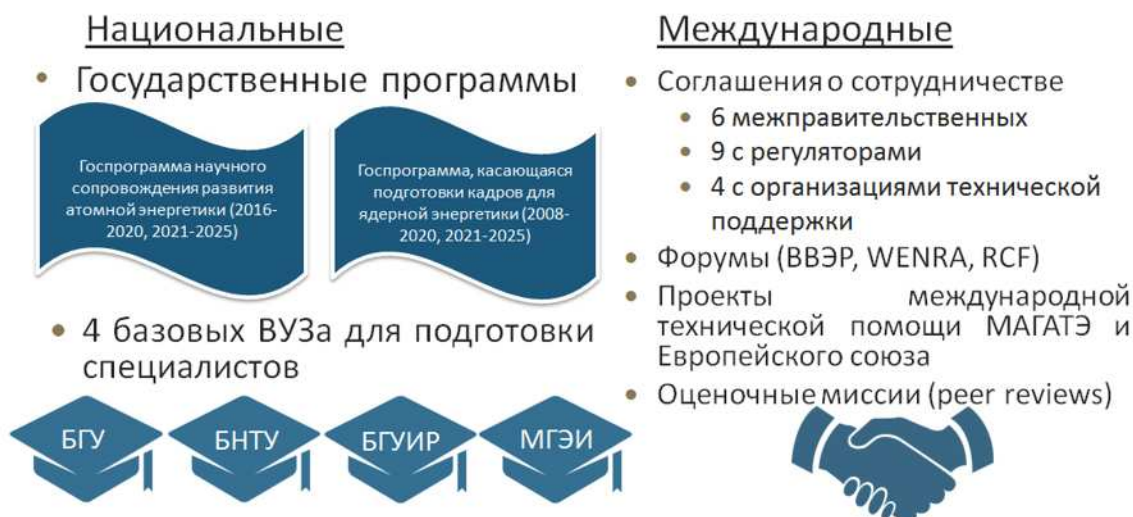 Национальные
• Государственные программы
Госпрограмма научного
сопровождения развития
атомной энергетики (2016-
2020, 2021-2025)
Госпрограмма, касающаяся
подготовки кадров для
ядерной энергетики (2008-
2020, 2021-2025)
• 4 базовых ВУЗа для подготовки
специалистов
БГУ
БНТУ
БГУИР
МГЭИ
Международные
• Соглашения о сотрудничестве
• 6 межправительственных
• 9 с регуляторами
• 4 с организациями технической
поддержки
• Форумы (ВВЭР, WENRA, RCF)
• Проекты международной
технической помощи МАГАТЭ и
Европейского союза
• Оценочные миссии (peer reviews)